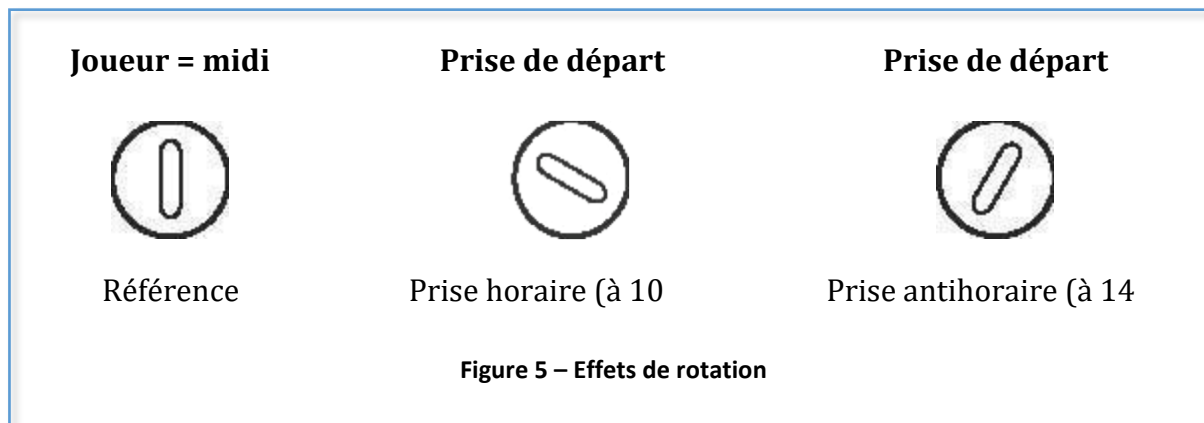 Joueur = midi Prise de départ Prise de départ
Référence Prise horaire (à 10 Prise antihoraire (à 14
Figure 5 – Effets de rotation